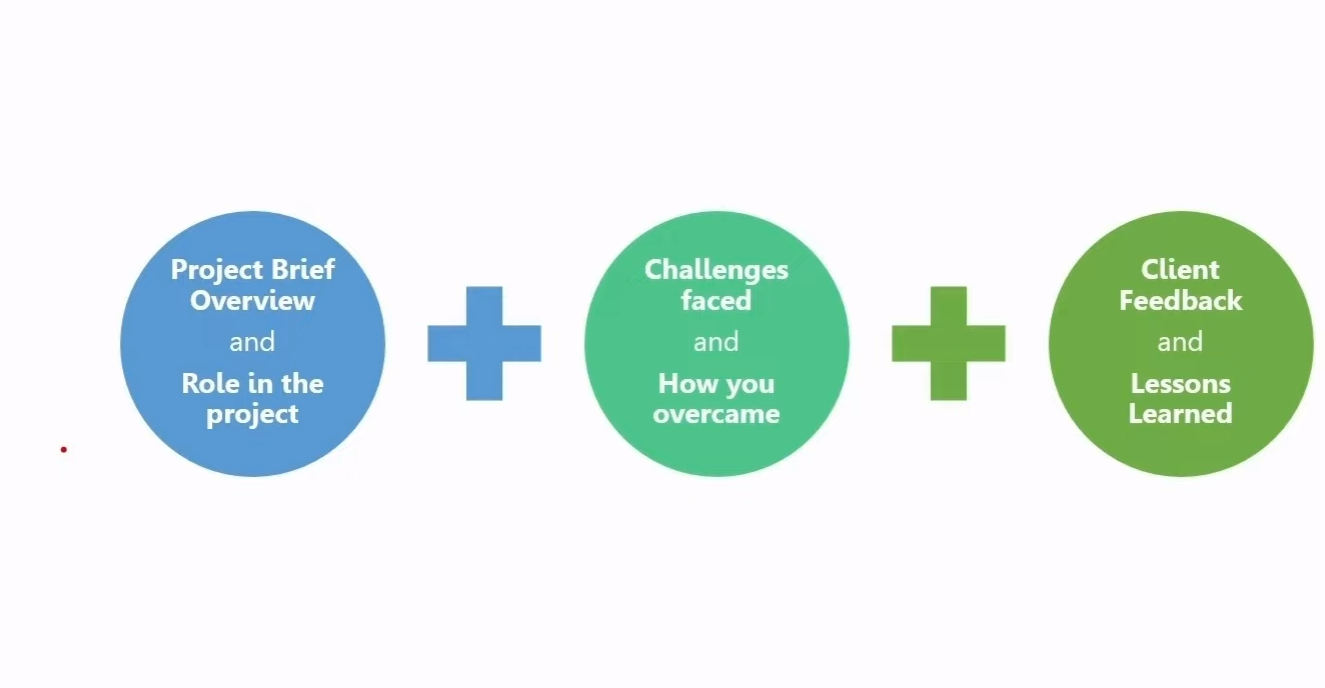 Project Brief
Overview
and
Role in the
project
Challenges
faced
and
How you
overcame
Client
Feedback
and
Lessons
Learned